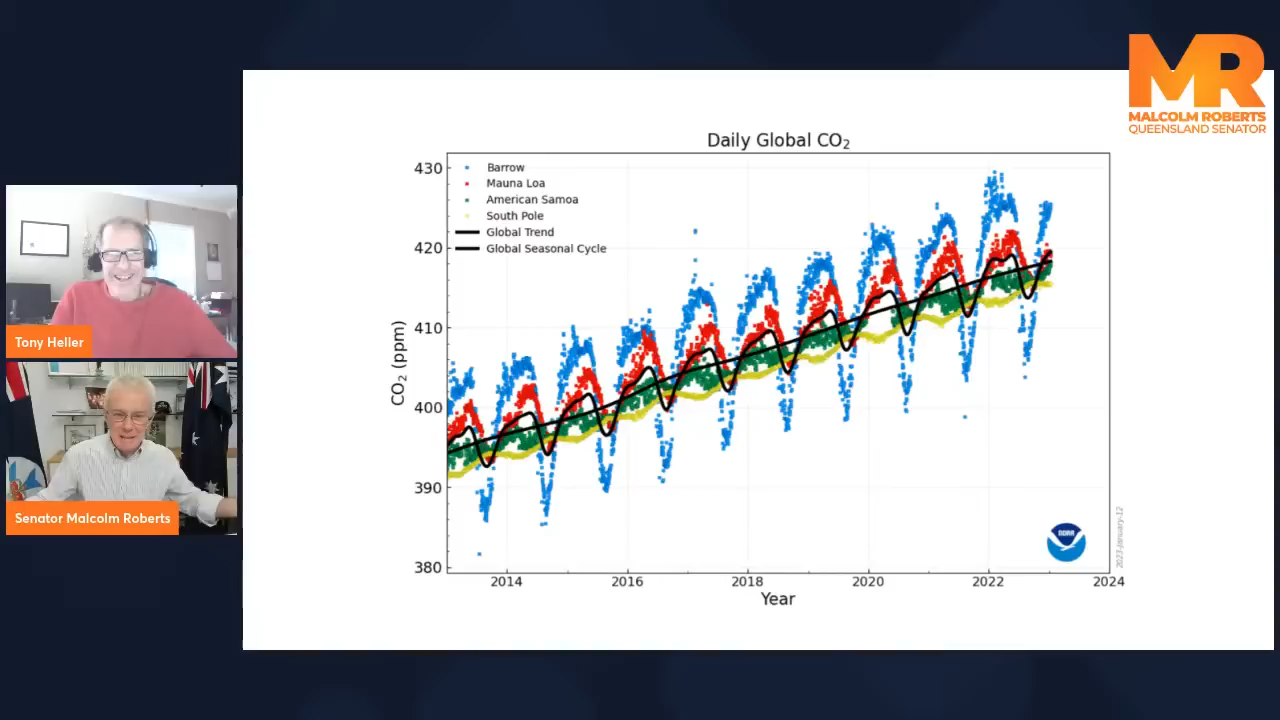 MR
MALCOLM ROBERTS
QUEENSLAND SENATOR
Tony Heller
Senator Malcolm Roberts
Daily Global CO₂
Barrow
Mauna Loa
American Samoa
South Pole
Global Trend
Global Seasonal Cycle
430
420
410
400
390
380
CO₂ (ppm)
2014
2016
2018
2020
2022
2024
Year
NOAA
2023-January-12